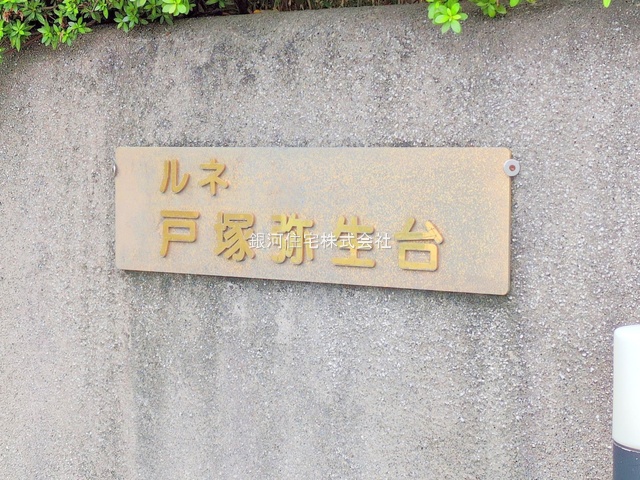 ルネ
戸塚弥生台
銀河住宅株式会社